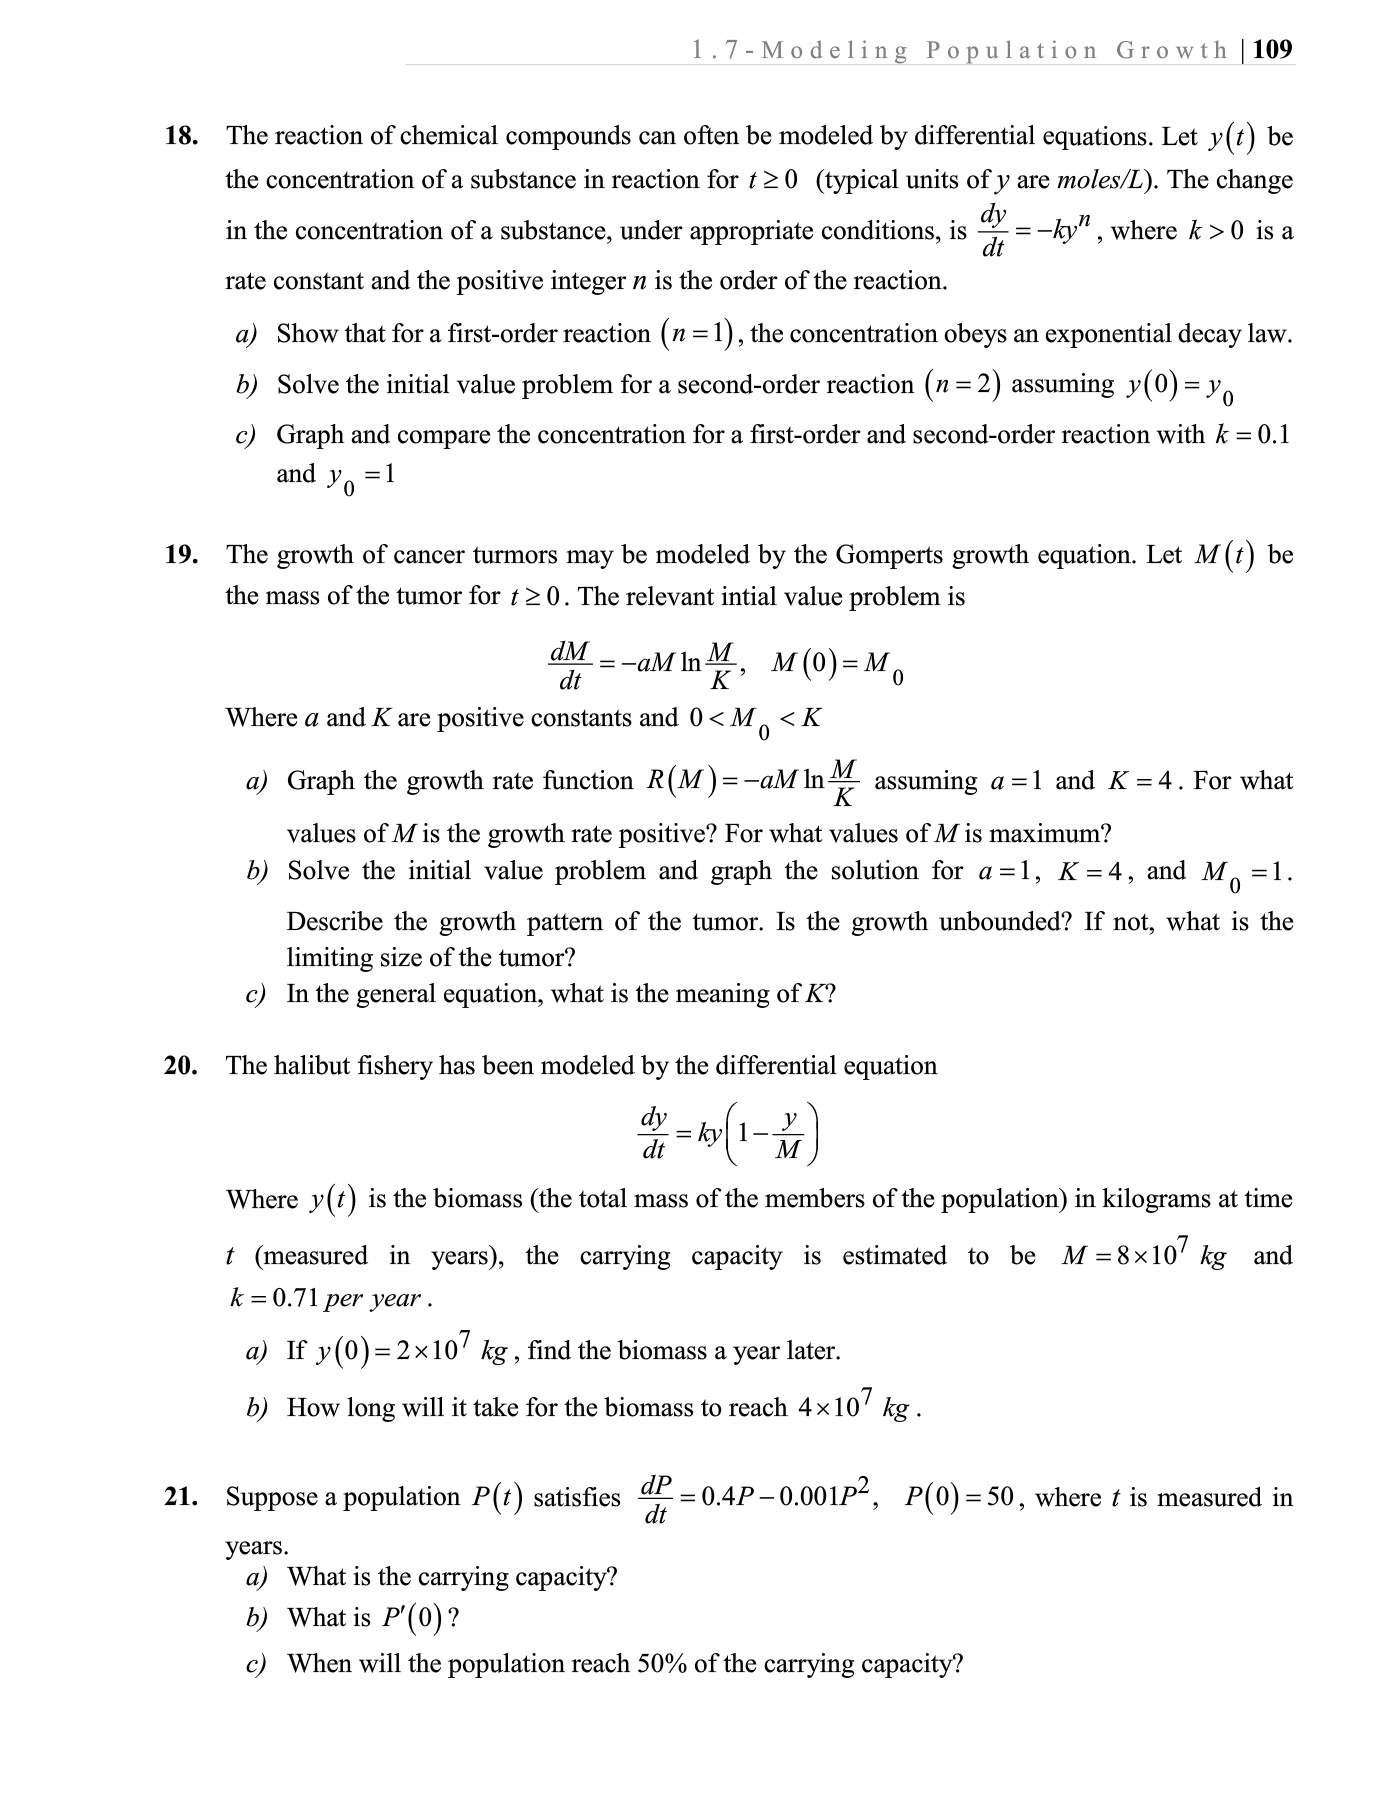 1.7-Modeling Population Growth | 109
18. The reaction of chemical compounds can often be modeled by differential equations. Let y(t) be
the concentration of a substance in reaction for t ≥ 0 (typical units of y are moles/L). The change
in the concentration of a substance, under appropriate conditions, is dy/dt = −ky^n, where k > 0 is a
rate constant and the positive integer n is the order of the reaction.
a) Show that for a first-order reaction (n = 1), the concentration obeys an exponential decay law.
b) Solve the initial value problem for a second-order reaction (n = 2) assuming y(0) = y_0
c) Graph and compare the concentration for a first-order and second-order reaction with k = 0.1
and y_0 = 1
19. The growth of cancer turmors may be modeled by the Gomperts growth equation. Let M(t) be
the mass of the tumor for t ≥ 0. The relevant intial value problem is
dM/dt = −aM ln M/K, M(0) = M_0
Where a and K are positive constants and 0 < M_0 < K
a) Graph the growth rate function R(M) = −aM ln M/K assuming a = 1 and K = 4. For what
values of M is the growth rate positive? For what values of M is maximum?
b) Solve the initial value problem and graph the solution for a = 1, K = 4, and M_0 = 1.
Describe the growth pattern of the tumor. Is the growth unbounded? If not, what is the
limiting size of the tumor?
c) In the general equation, what is the meaning of K?
20. The halibut fishery has been modeled by the differential equation
dy/dt = ky(1 − y/M)
Where y(t) is the biomass (the total mass of the members of the population) in kilograms at time
t (measured in years), the carrying capacity is estimated to be M = 8×10^7 kg and
k = 0.71 per year.
a) If y(0) = 2×10^7 kg, find the biomass a year later.
b) How long will it take for the biomass to reach 4×10^7 kg.
21. Suppose a population P(t) satisfies dP/dt = 0.4P − 0.001P^2, P(0) = 50, where t is measured in
years.
a) What is the carrying capacity?
b) What is P′(0)?
c) When will the population reach 50% of the carrying capacity?